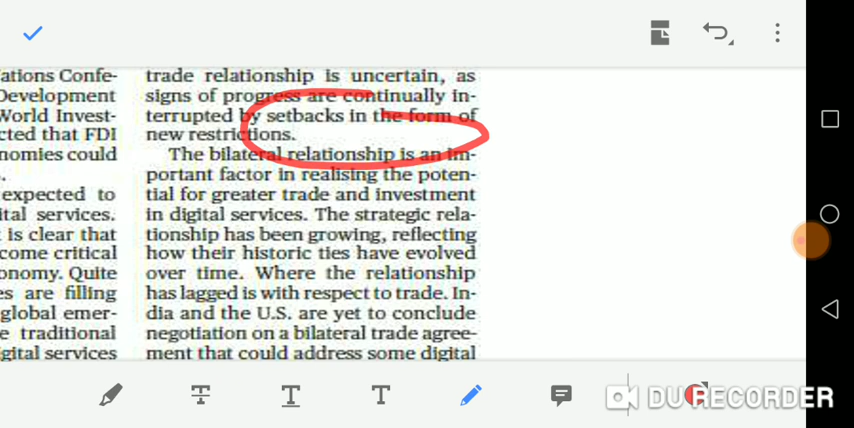 ations Confe-
Development
World Invest-
cted that FDI
nomies could
.
expected to
ital services.
is clear that
come critical
onomy. Quite
es are filling
global emer-
e traditional
igital services
trade relationship is uncertain, as
signs of progress are continually in-
terrupted by setbacks in the form of
new restrictions.
The bilateral relationship is an im-
portant factor in realising the poten-
tial for greater trade and investment
in digital services. The strategic rela-
tionship has been growing, reflecting
how their historic ties have evolved
over time. Where the relationship
has lagged is with respect to trade. In-
dia and the U.S. are yet to conclude
negotiation on a bilateral trade agree-
ment that could address some digital
T T T
DU RECORDER